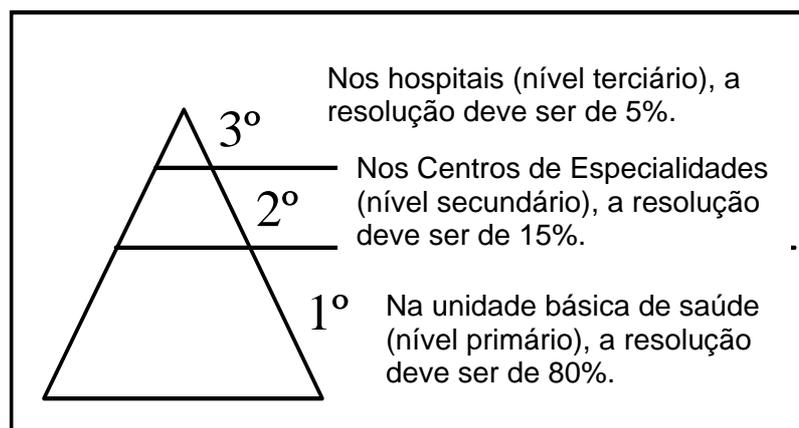 Nos hospitais (nível terciário), a
resolução deve ser de 5%.
3º
Nos Centros de Especialidades
(nível secundário), a resolução
deve ser de 15%.
2º
Na unidade básica de saúde
(nível primário), a resolução
deve ser de 80%.
1º